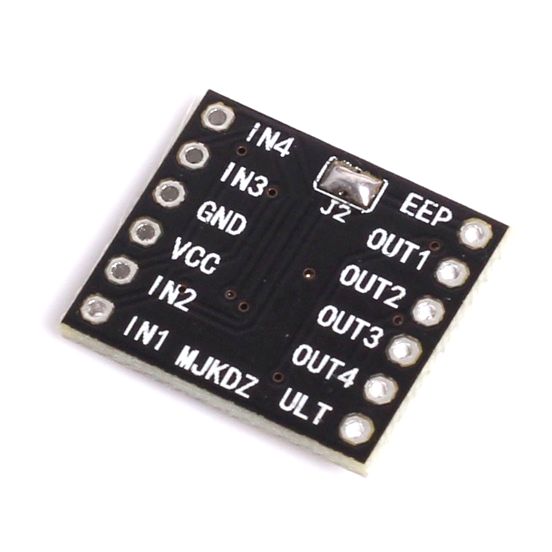 IN4
IN3
GND
VCC
IN2
IN1
MJKDZ
J2
EEP
OUT1
OUT2
OUT3
OUT4
ULT